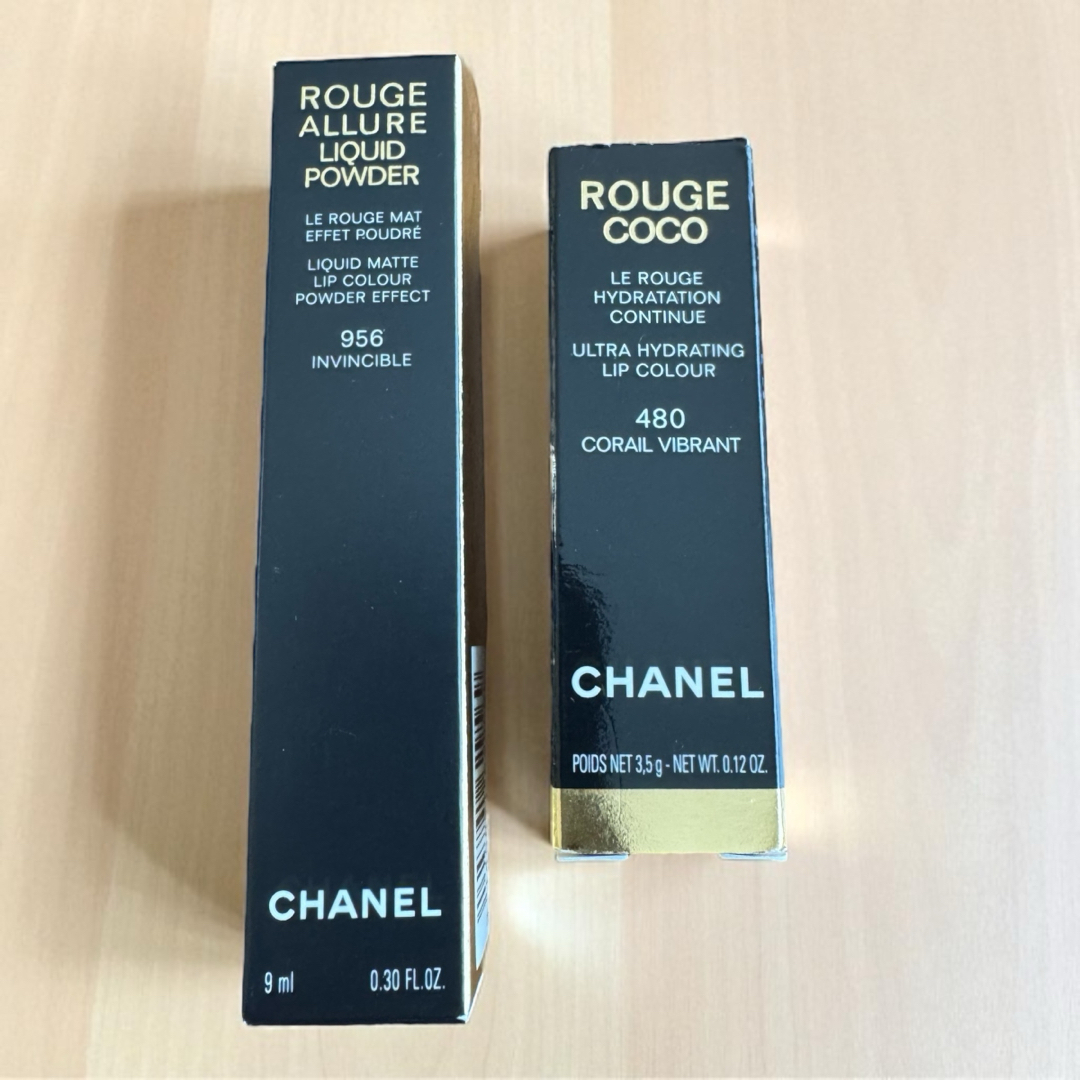 ROUGE
ALLURE
LIQUID
POWDER
LE ROUGE MAT
EFFET POUDRÉ
LIQUID MATTE
LIP COLOUR
POWDER EFFECT
956
INVINCIBLE
CHANEL
9 ml 0.30 FL.OZ.
ROUGE
COCO
LE ROUGE
HYDRATATION
CONTINUE
ULTRA HYDRATING
LIP COLOUR
480
CORAIL VIBRANT
CHANEL
POIDS NET 3,5 g - NET WT. 0.12 OZ.